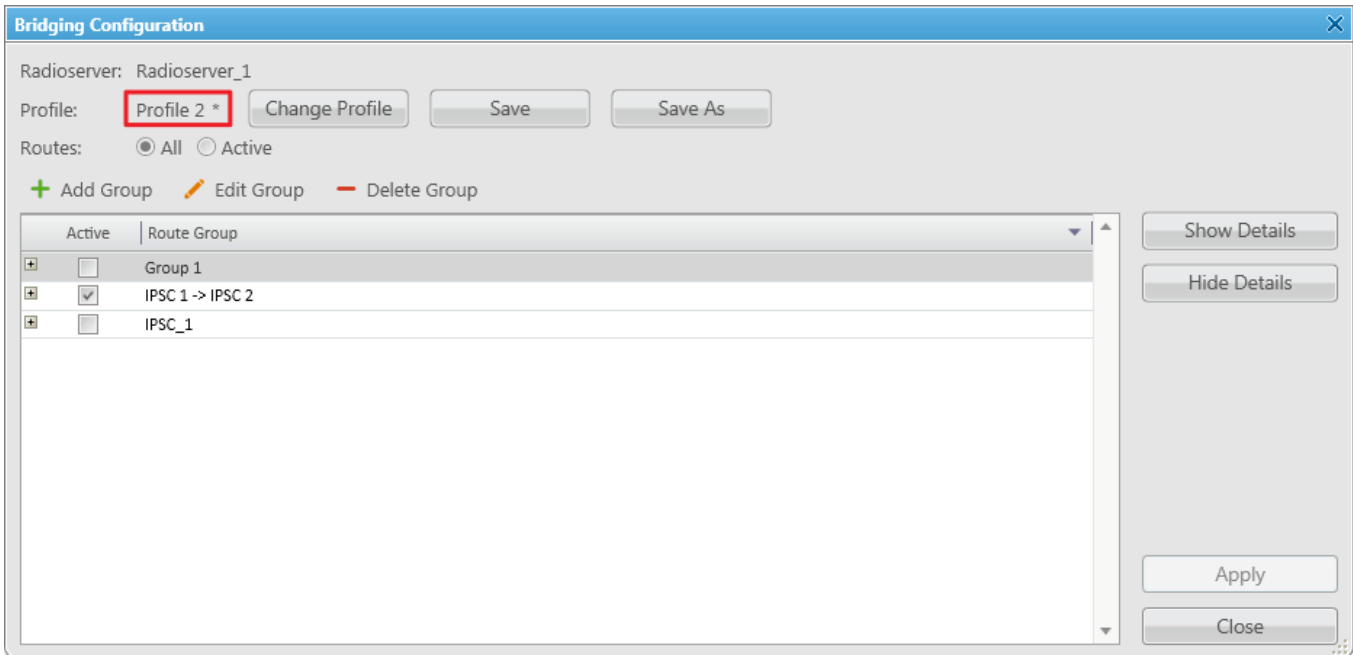 Bridging Configuration
Radioserver: Radioserver_1
Profile: Profile 2 * Change Profile Save Save As
Routes: All Active
Add Group Edit Group Delete Group
Active Route Group
Group 1
IPSC 1 -> IPSC 2
IPSC_1
Show Details
Hide Details
Apply
Close